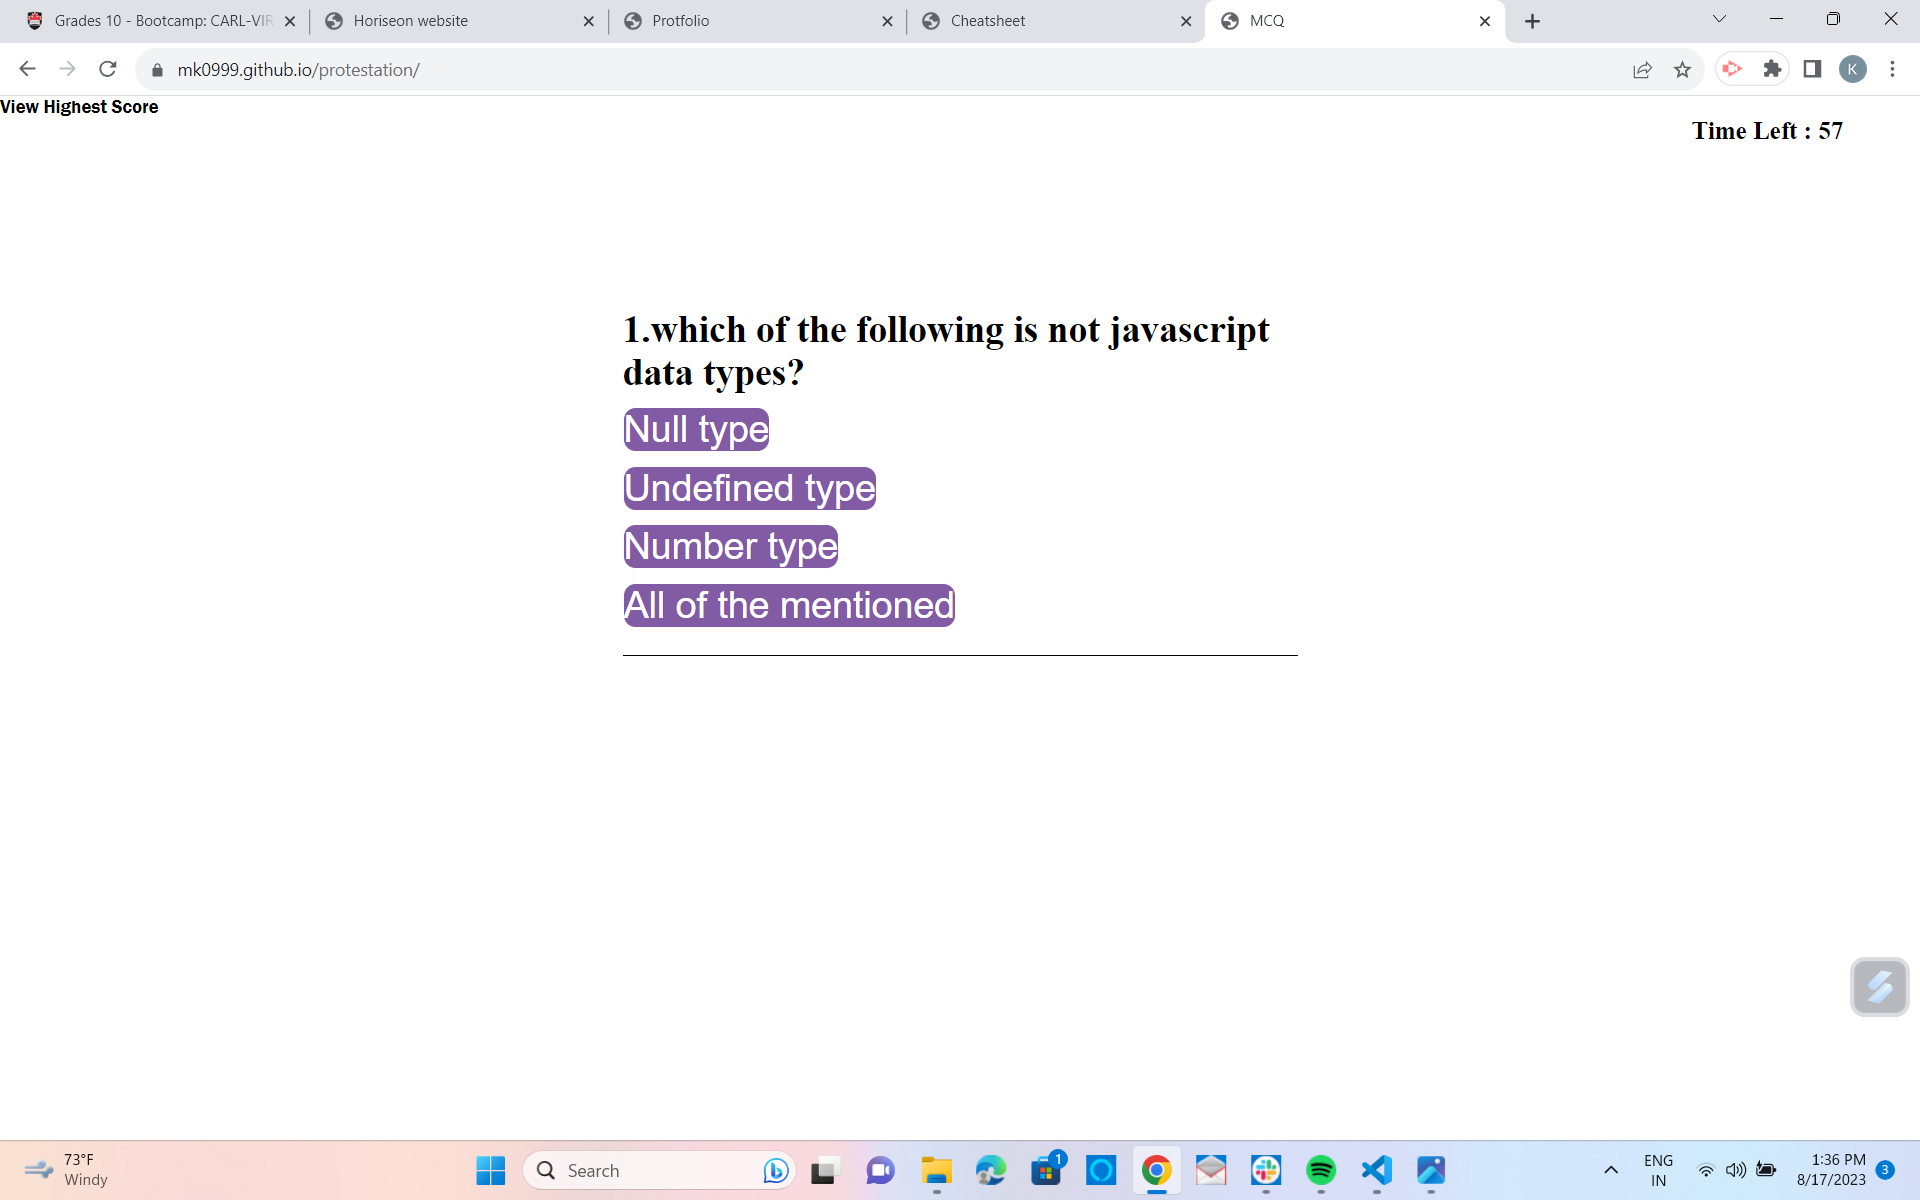 Grades 10 - Bootcamp: CARL-VIR
Horiseon website
Protfolio
Cheatsheet
MCQ
mk0999.github.io/protestation/
K
View Highest Score
Time Left : 57
1.which of the following is not javascript
data types?
Null type
Undefined type
Number type
All of the mentioned
73°F
Windy
Search
1
ENG
IN
1:36 PM
8/17/2023
3